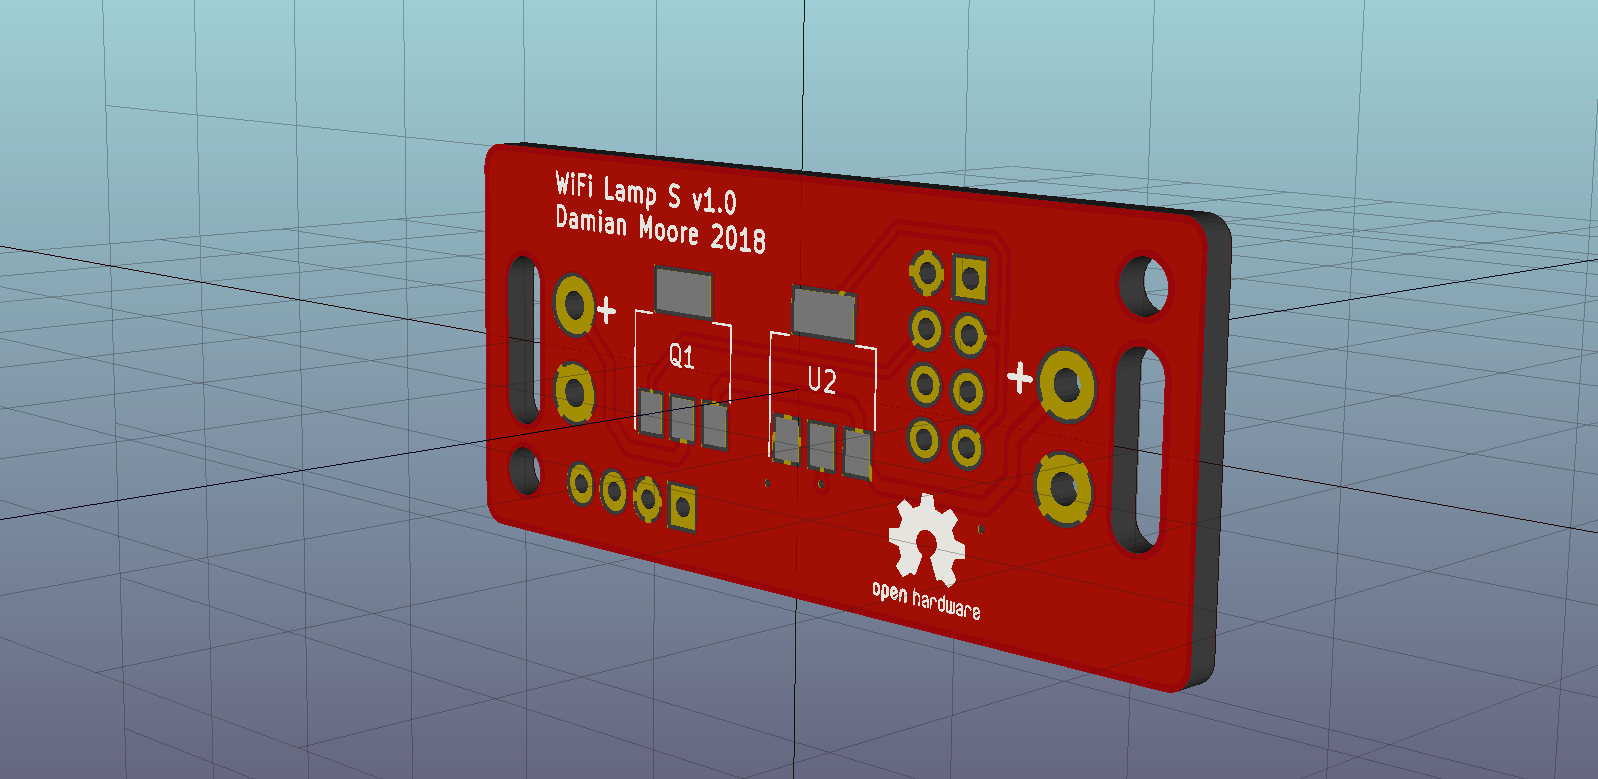 WiFi Lamp S v1.0
Damian Moore 2018
+
Q1
U2
+
open hardware